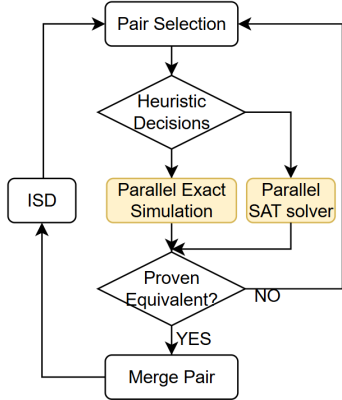 Pair Selection
Heuristic
Decisions
Parallel Exact
Simulation
Parallel
SAT solver
ISD
Proven
Equivalent?
NO
YES
Merge Pair